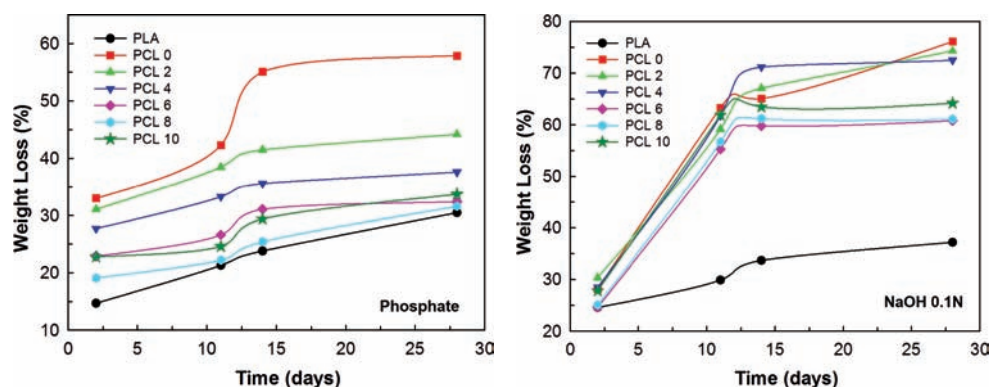 60
50
40
30
20
10
Weight Loss (%)
PLA
PCL 0
PCL 2
PCL 4
PCL 6
PCL 8
PCL 10
Phosphate
0 5 10 15 20 25 30
Time (days)
80
70
60
50
40
30
20
Weight Loss (%)
PLA
PCL 0
PCL 2
PCL 4
PCL 6
PCL 8
PCL 10
NaOH 0.1N
0 5 10 15 20 25 30
Time (days)